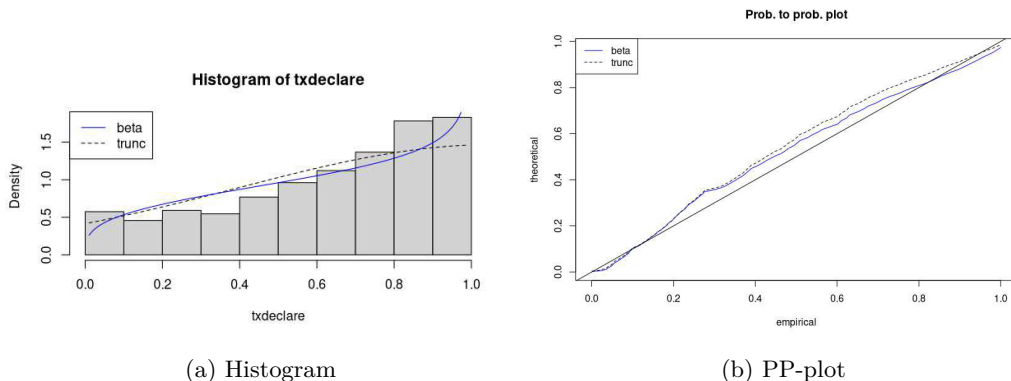 Histogram of txdeclare
beta
trunc
Density
0.0 0.5 1.0 1.5
0.0 0.2 0.4 0.6 0.8 1.0
txdeclare
(a) Histogram
Prob. to prob. plot
beta
trunc
theoretical
0.0 0.2 0.4 0.6 0.8 1.0
0.0 0.2 0.4 0.6 0.8 1.0
empirical
(b) PP-plot